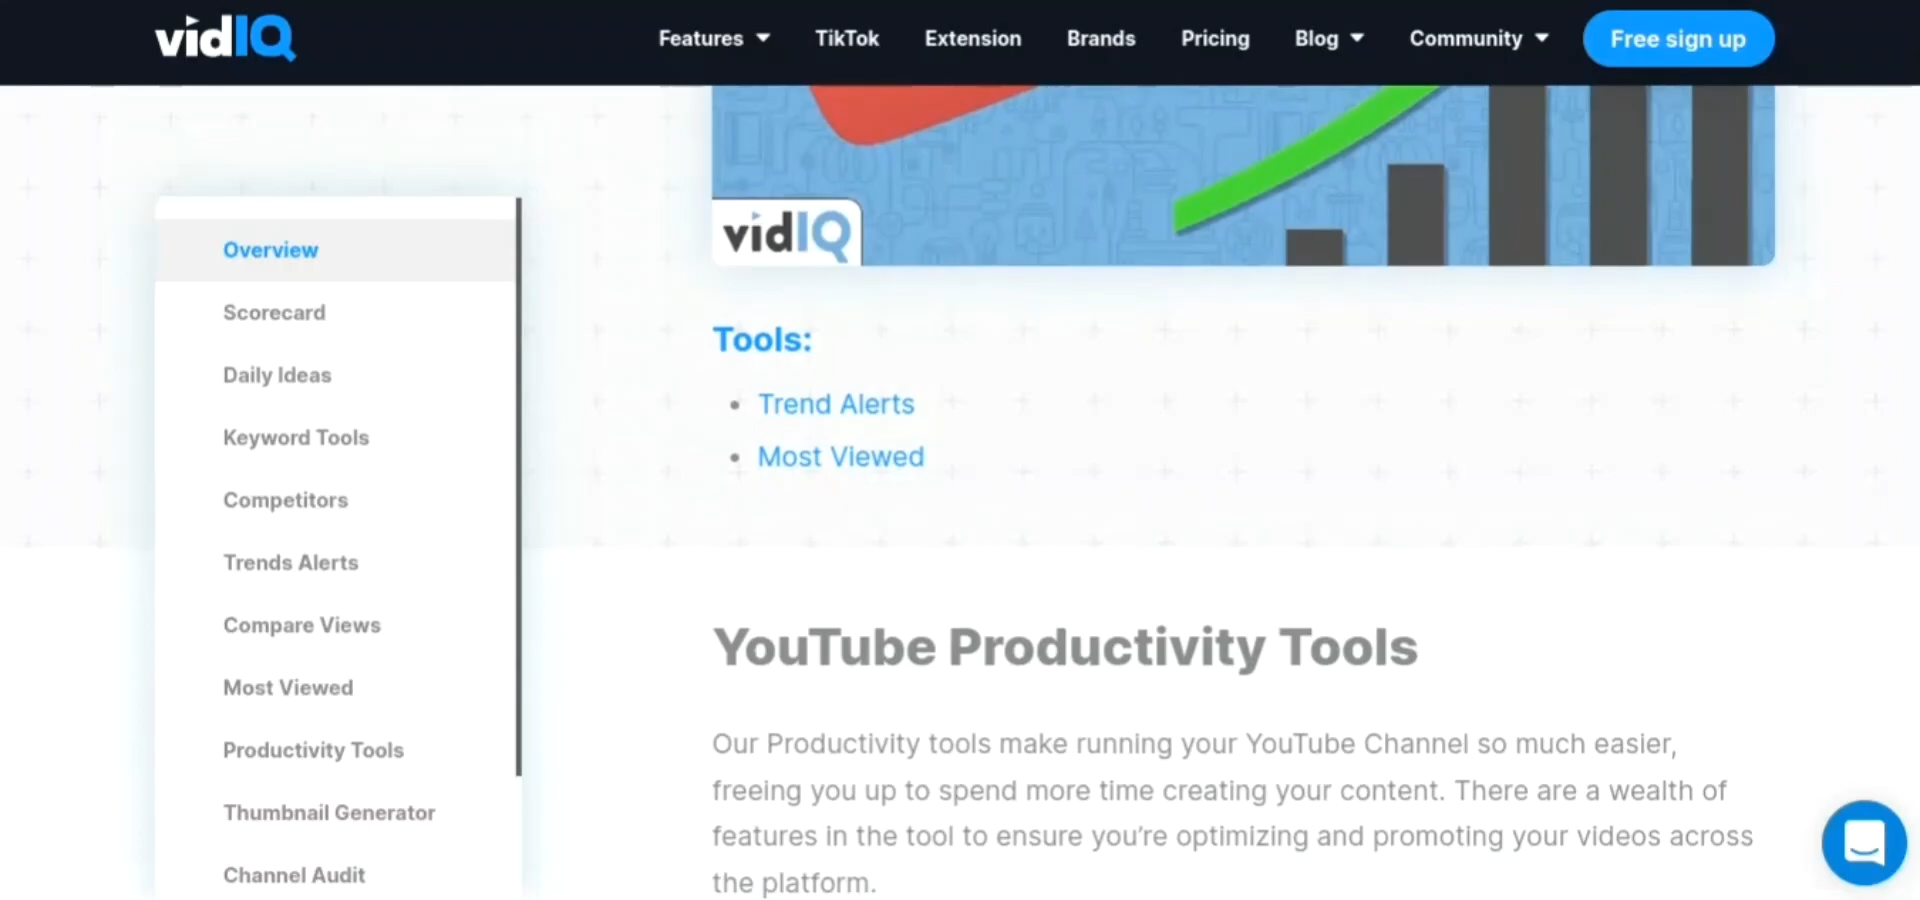 vidIQ
Features
TikTok
Extension
Brands
Pricing
Blog
Community
Free sign up
Overview
Scorecard
Daily Ideas
Keyword Tools
Competitors
Trends Alerts
Compare Views
Most Viewed
Productivity Tools
Thumbnail Generator
Channel Audit
vidIQ
Tools:
Trend Alerts
Most Viewed
YouTube Productivity Tools
Our Productivity tools make running your YouTube Channel so much easier,
freeing you up to spend more time creating your content. There are a wealth of
features in the tool to ensure you’re optimizing and promoting your videos across
the platform.